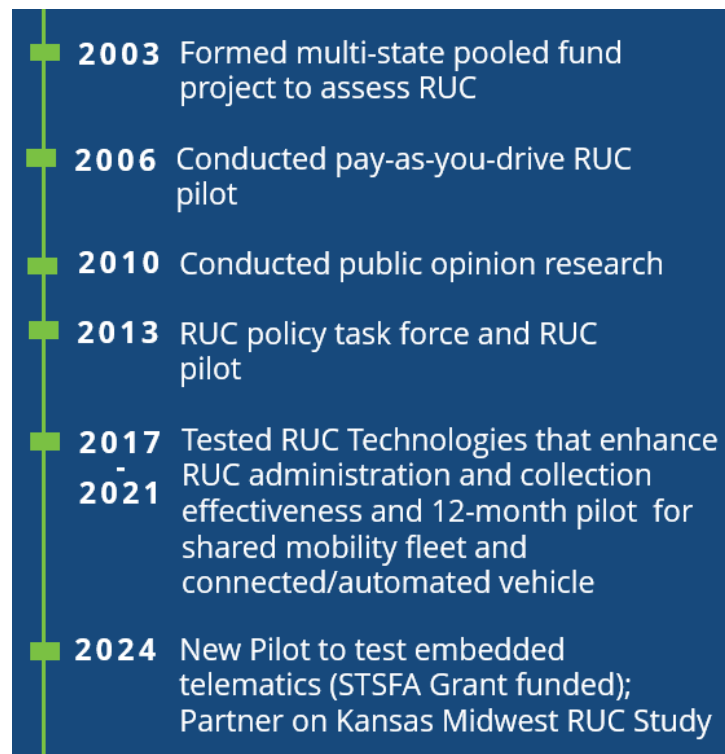 2003 Formed multi-state pooled fund
project to assess RUC
2006 Conducted pay-as-you-drive RUC
pilot
2010 Conducted public opinion research
2013 RUC policy task force and RUC
pilot
2017 Tested RUC Technologies that enhance
- RUC administration and collection
2021 effectiveness and 12-month pilot for
shared mobility fleet and
connected/automated vehicle
2024 New Pilot to test embedded
telematics (STSFA Grant funded);
Partner on Kansas Midwest RUC Study